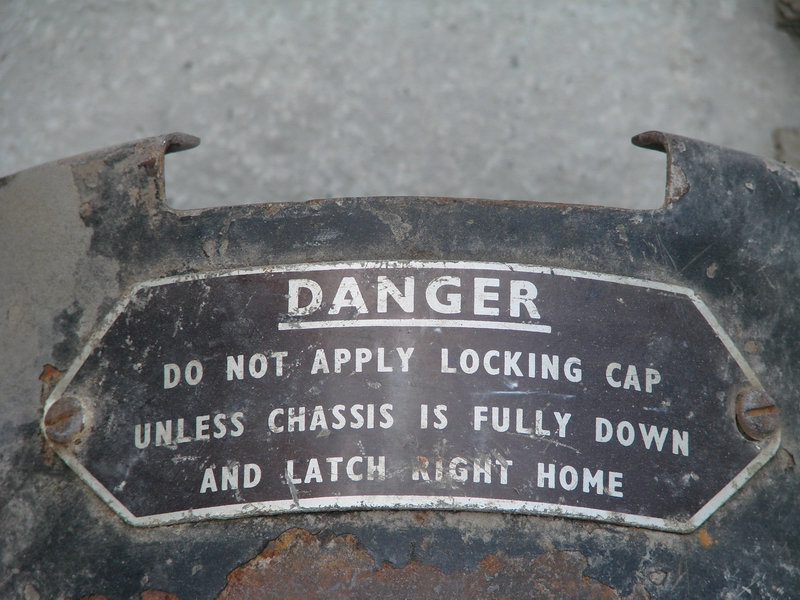 DANGER
DO NOT APPLY LOCKING CAP
UNLESS CHASSIS IS FULLY DOWN
AND LATCH RIGHT HOME